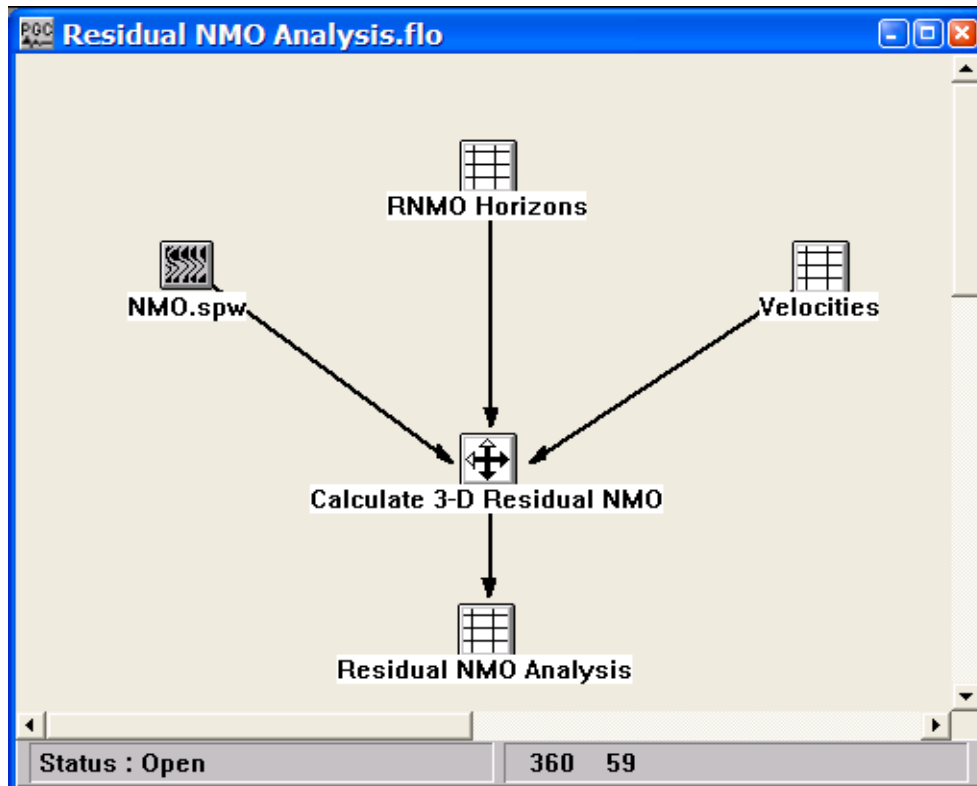 Residual NMO Analysis.flo
RNMO Horizons
NMO.spw
Velocities
Calculate 3-D Residual NMO
Residual NMO Analysis
Status : Open
360 59